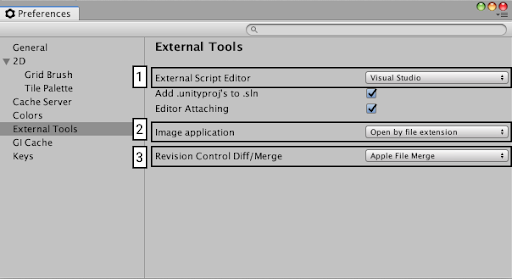 Preferences
General
2D
Grid Brush
Tile Palette
Cache Server
Colors
External Tools
GI Cache
Keys
External Tools
1
External Script Editor
Visual Studio
Add .unityproj's to .sln
Editor Attaching
2
Image application
Open by file extension
3
Revision Control Diff/Merge
Apple File Merge